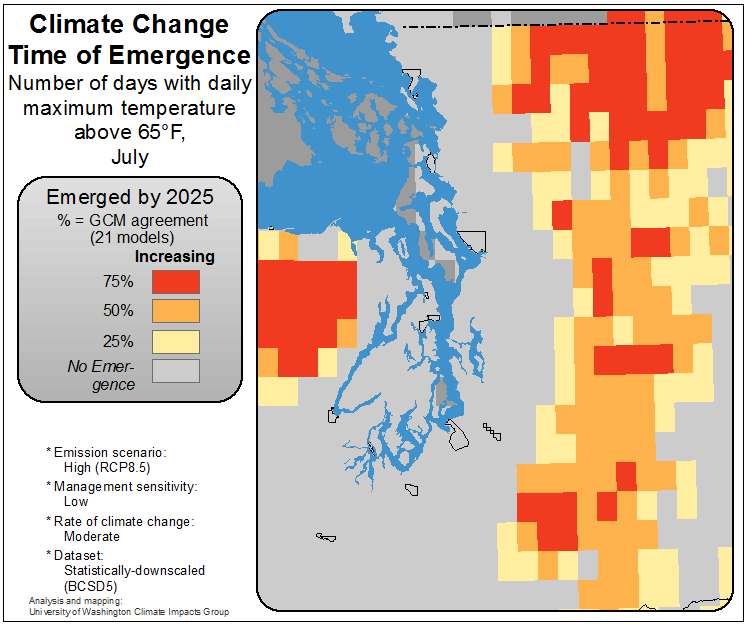 Climate Change
Time of Emergence
Number of days with daily
maximum temperature
above 65°F,
July
Emerged by 2025
% = GCM agreement
(21 models)
Increasing
75%
50%
25%
No Emer-
gence
* Emission scenario:
High (RCP8.5)
* Management sensitivity:
Low
* Rate of climate change:
Moderate
* Dataset:
Statistically-downscaled
(BCSD5)
Analysis and mapping:
University of Washington Climate Impacts Group